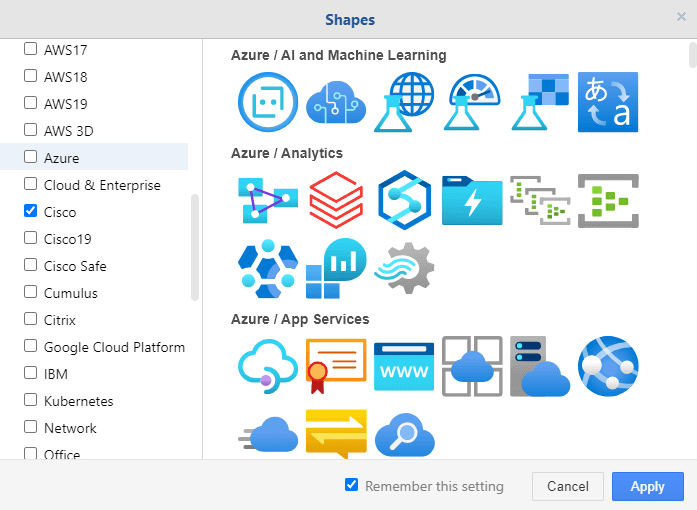 Shapes
×
AWS17
AWS18
AWS19
AWS 3D
Azure
Cloud & Enterprise
Cisco
Cisco19
Cisco Safe
Cumulus
Citrix
Google Cloud Platform
IBM
Kubernetes
Network
Office
Azure / AI and Machine Learning
あ
a
Azure / Analytics
Azure / App Services
www
Remember this setting
Cancel
Apply